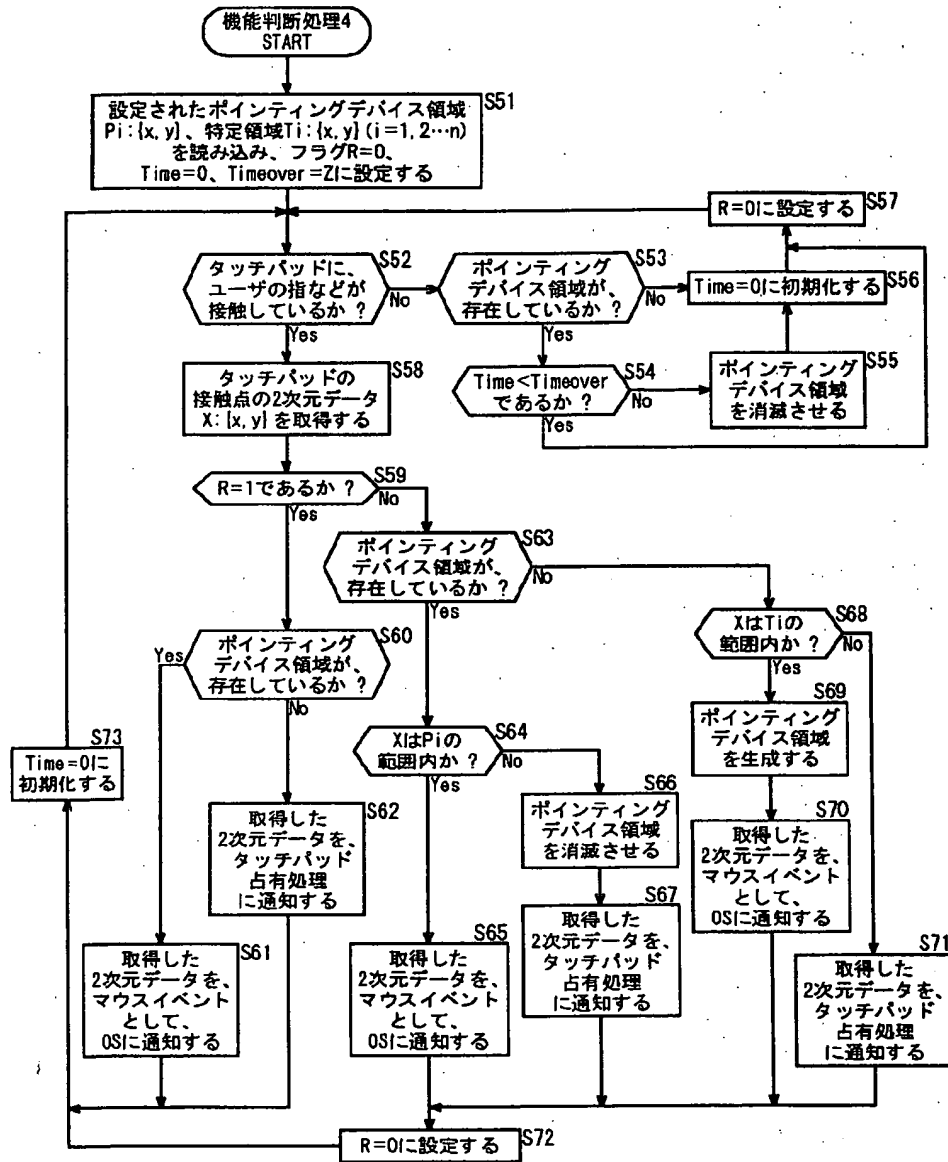 機能判断処理4
START
S51
設定されたポインティングデバイス領域
Pi:{x,y}、特定領域Ti:{x,y}(i=1,2…n)
を読み込み、フラグR=0、
Time=0、Timeover=Zに設定する
R=0に設定する
S57
S52
タッチパッドに、
ユーザの指などが
接触しているか？
No
Yes
S53
ポインティング
デバイス領域が、
存在しているか？
No
Yes
Time=0に初期化する
S56
S54
Time<Timeover
であるか？
No
Yes
S55
ポインティング
デバイス領域
を消滅させる
S58
タッチパッドの
接触点の2次元データ
X:{x,y}を取得する
S59
R=1であるか？
No
Yes
S63
ポインティング
デバイス領域が、
存在しているか？
No
Yes
S68
XはTiの
範囲内か？
No
Yes
S60
ポインティング
デバイス領域が、
存在しているか？
Yes
No
S69
ポインティング
デバイス領域
を生成する
S64
XはPiの
範囲内か？
No
Yes
S73
Time=0に
初期化する
S66
ポインティング
デバイス領域
を消滅させる
S62
取得した
2次元データを、
タッチパッド
占有処理
に通知する
S70
取得した
2次元データを、
マウスイベント
として、
OSに通知する
S67
取得した
2次元データを、
タッチパッド
占有処理
に通知する
S61
取得した
2次元データを、
マウスイベント
として、
OSに通知する
S65
取得した
2次元データを、
マウスイベント
として、
OSに通知する
S71
取得した
2次元データを、
タッチパッド
占有処理
に通知する
R=0に設定する
S72